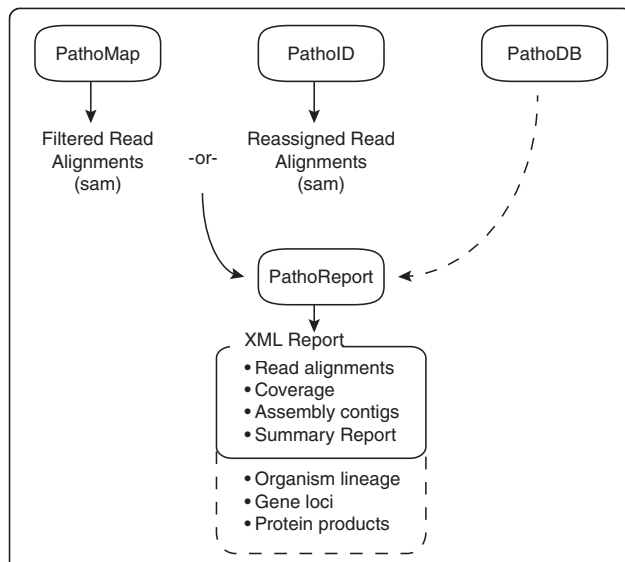 PathoMap
PathoID
PathoDB
Filtered Read
Alignments
(sam)
-or-
Reassigned Read
Alignments
(sam)
PathoReport
XML Report
• Read alignments
• Coverage
• Assembly contigs
• Summary Report
• Organism lineage
• Gene loci
• Protein products